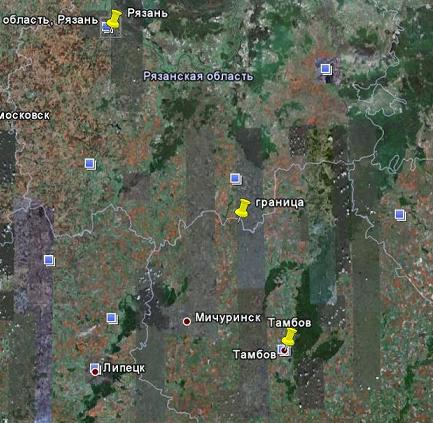 Рязань
область, Рязань
Рязанская область
московск
граница
Мичуринск
Тамбов
Тамбов
Липецк